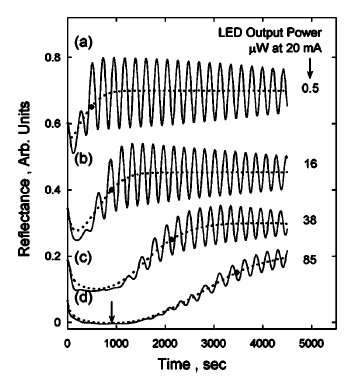 (a)
LED Output Power
µW at 20 mA
0.8
0.5
0.6
(b)
16
0.4
38
(c)
0.2
85
(d)
0
0 1000 2000 3000 4000 5000
Reflectance , Arb. Units
Time , sec